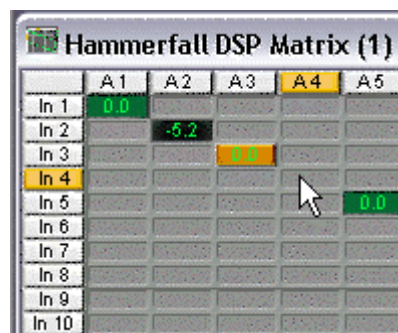 Hammerfall DSP Matrix (1)
A 1 A 2 A 3 A 4 A 5
In 1 0.0
In 2 -5.2
In 3 0.0
In 4
In 5 0.0
In 6
In 7
In 8
In 9
In 10